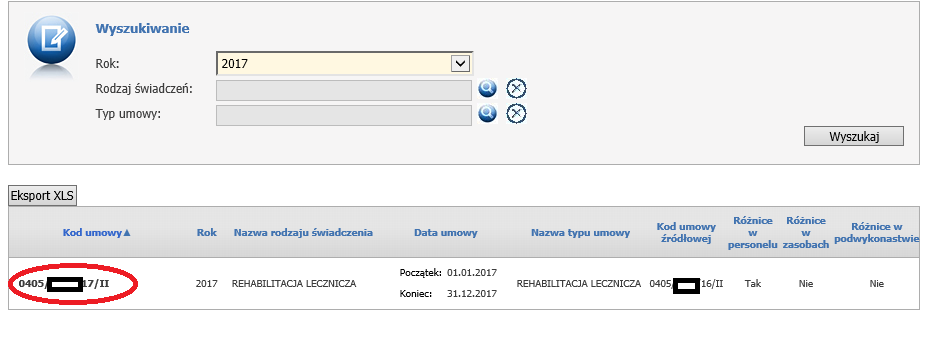 Wyszukiwanie
Rok: 2017
Rodzaj świadczeń:
Typ umowy:
Wyszukaj
Eksport XLS
Kod umowy▲ Rok Nazwa rodzaju świadczenia Data umowy Nazwa typu umowy Kod umowy źródłowej Różnice w personelu Różnice w zasobach Różnice w podwykonastwie
0405/ 17/II 2017 REHABILITACJA LECZNICZA Początek: 01.01.2017 Koniec: 31.12.2017 REHABILITACJA LECZNICZA 0405/ 16/II Tak Nie Nie